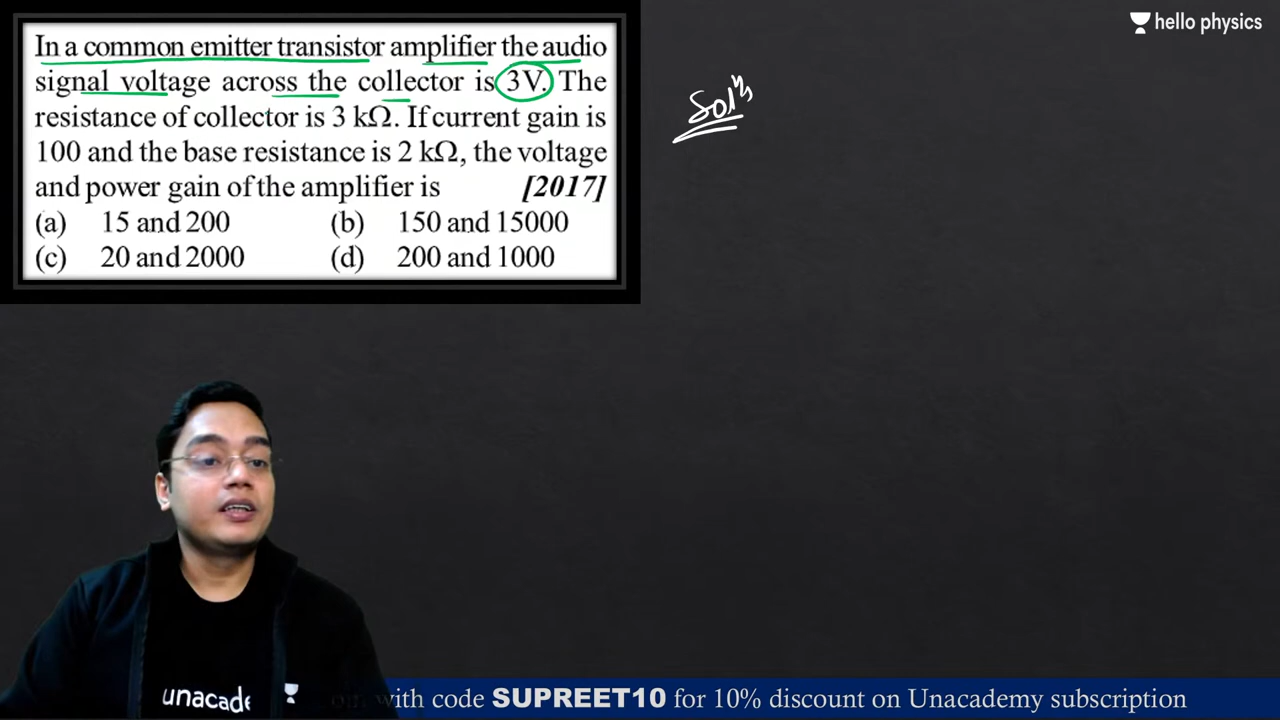 In a common emitter transistor amplifier the audio
signal voltage across the collector is 3V. The
resistance of collector is 3 kΩ. If current gain is
100 and the base resistance is 2 kΩ, the voltage
and power gain of the amplifier is [2017]
(a) 15 and 200 (b) 150 and 15000
(c) 20 and 2000 (d) 200 and 1000
hello physics
Solⁿ
unacade
with code SUPREET10 for 10% discount on Unacademy subscription